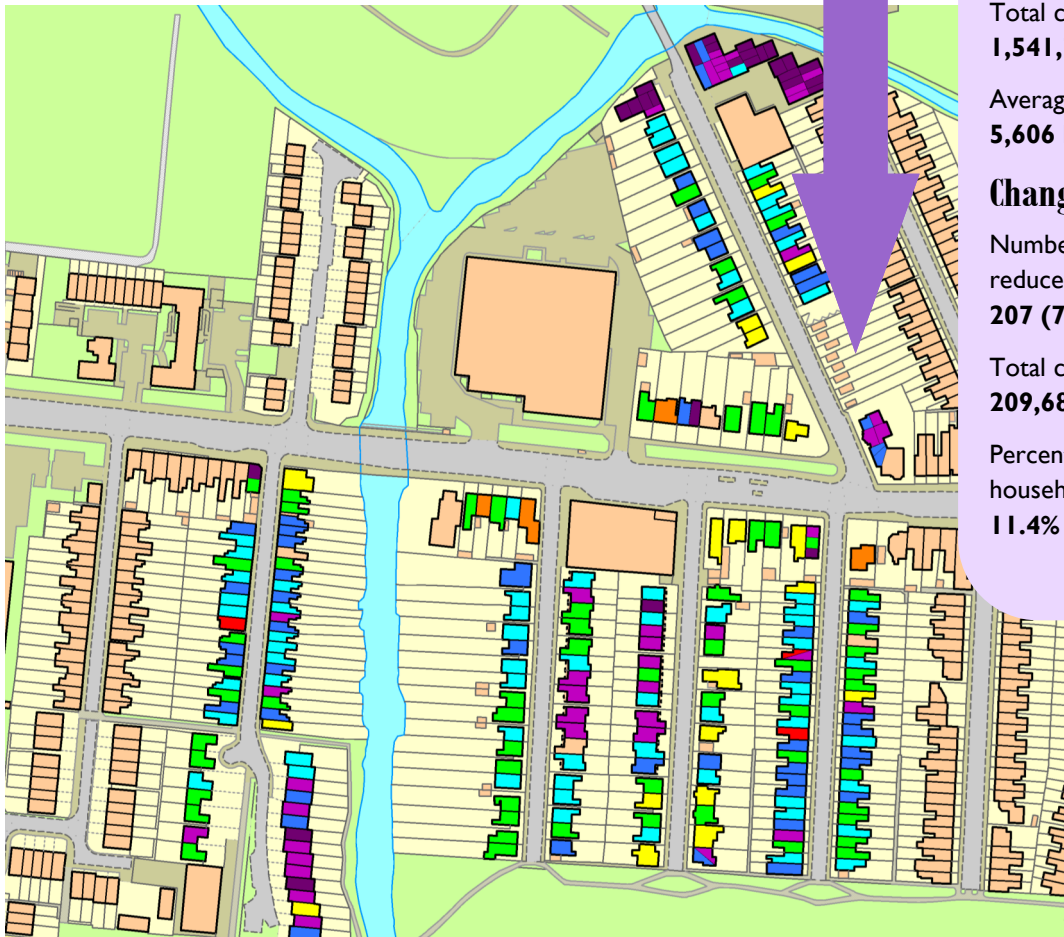 Total c
1,541,
Averag
5,606
Chang
Numbe
reduce
207 (7
Total c
209,68
Percen
househ
11.4%